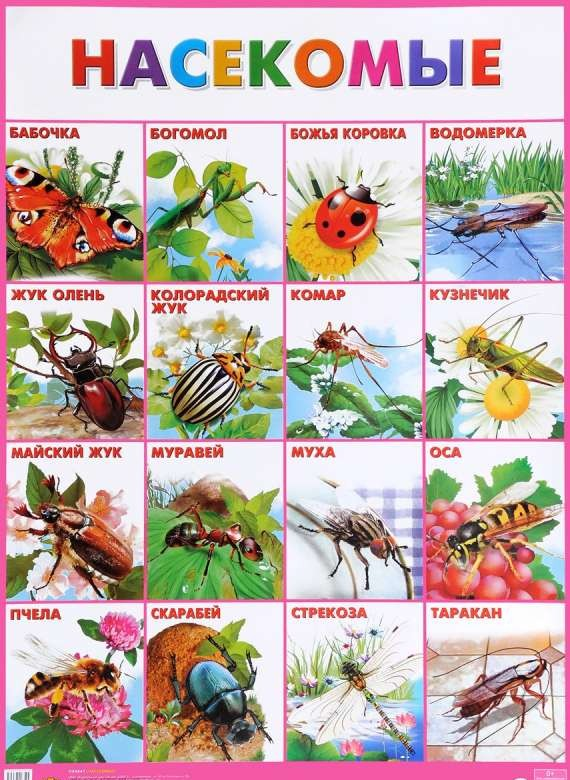 НАСЕКОМЫЕ
БАБОЧКА
БОГОМОЛ
БОЖЬЯ КОРОВКА
ВОДОМЕРКА
ЖУК ОЛЕНЬ
КОЛОРАДСКИЙ
ЖУК
КОМАР
КУЗНЕЧИК
МАЙСКИЙ ЖУК
МУРАВЕЙ
МУХА
ОСА
ПЧЕЛА
СКАРАБЕЙ
СТРЕКОЗА
ТАРАКАН